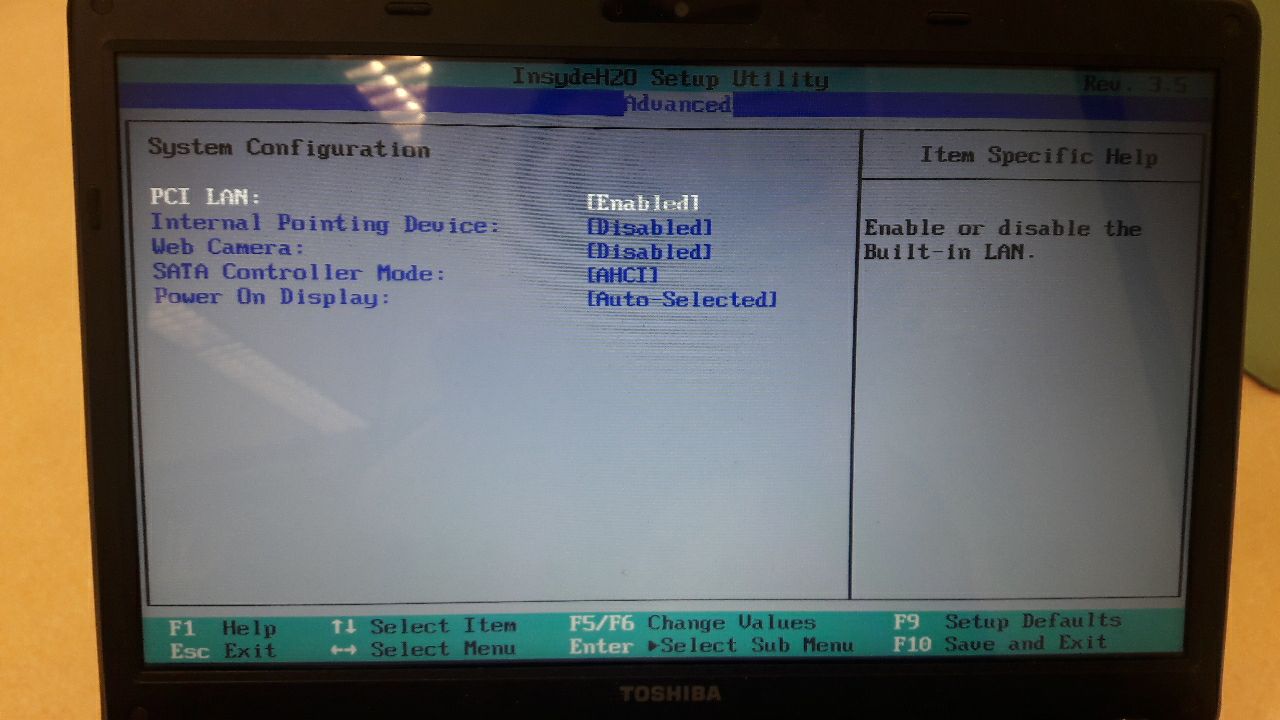 InsydeH20 Setup Utility Rev. 3.5
Advanced
System Configuration
Item Specific Help
PCI LAN: [Enabled]
Internal Pointing Device: [Disabled]
Web Camera: [Disabled]
SATA Controller Mode: [AHCI]
Power On Display: [Auto-Selected]
Enable or disable the
Built-in LAN.
F1 Help ↑↓ Select Item F5/F6 Change Values F9 Setup Defaults
Esc Exit ←→ Select Menu Enter ▶Select Sub Menu F10 Save and Exit
TOSHIBA